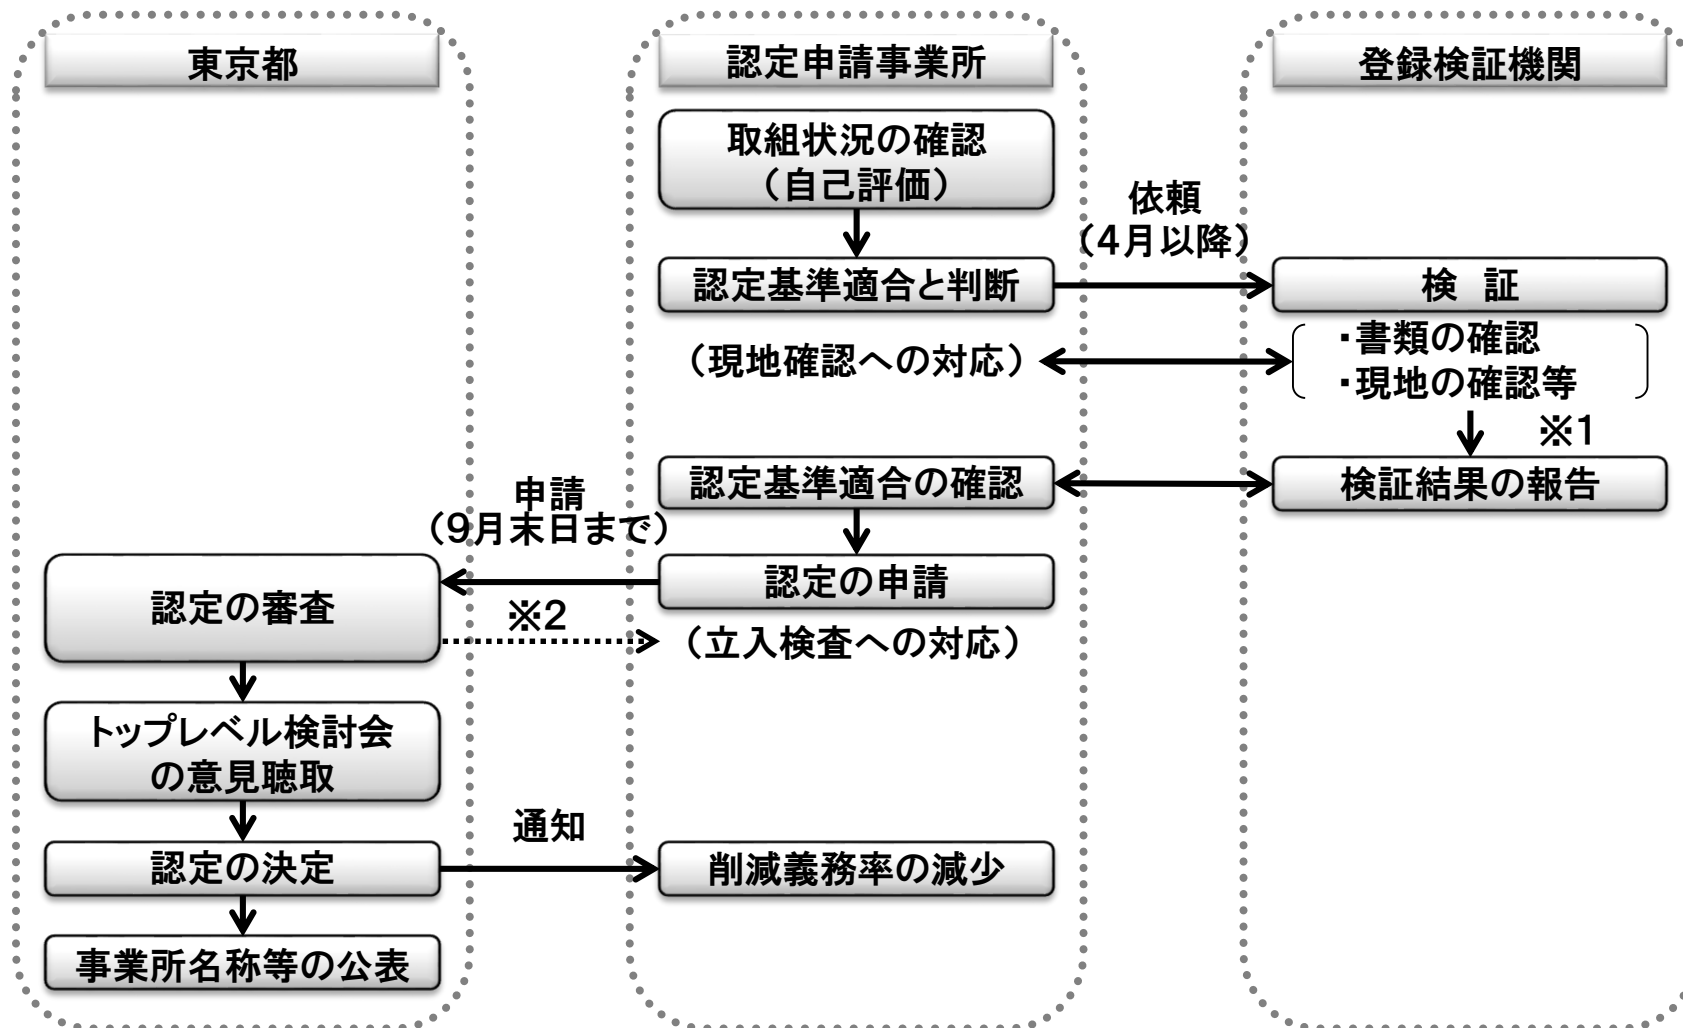 東京都
認定申請事業所
登録検証機関
取組状況の確認
（自己評価）
依頼
（4月以降）
認定基準適合と判断
検　証
（現地確認への対応）
・書類の確認
・現地の確認等
※1
認定基準適合の確認
検証結果の報告
申請
（9月末日まで）
認定の申請
認定の審査
※2
（立入検査への対応）
トップレベル検討会
の意見聴取
通知
認定の決定
削減義務率の減少
事業所名称等の公表